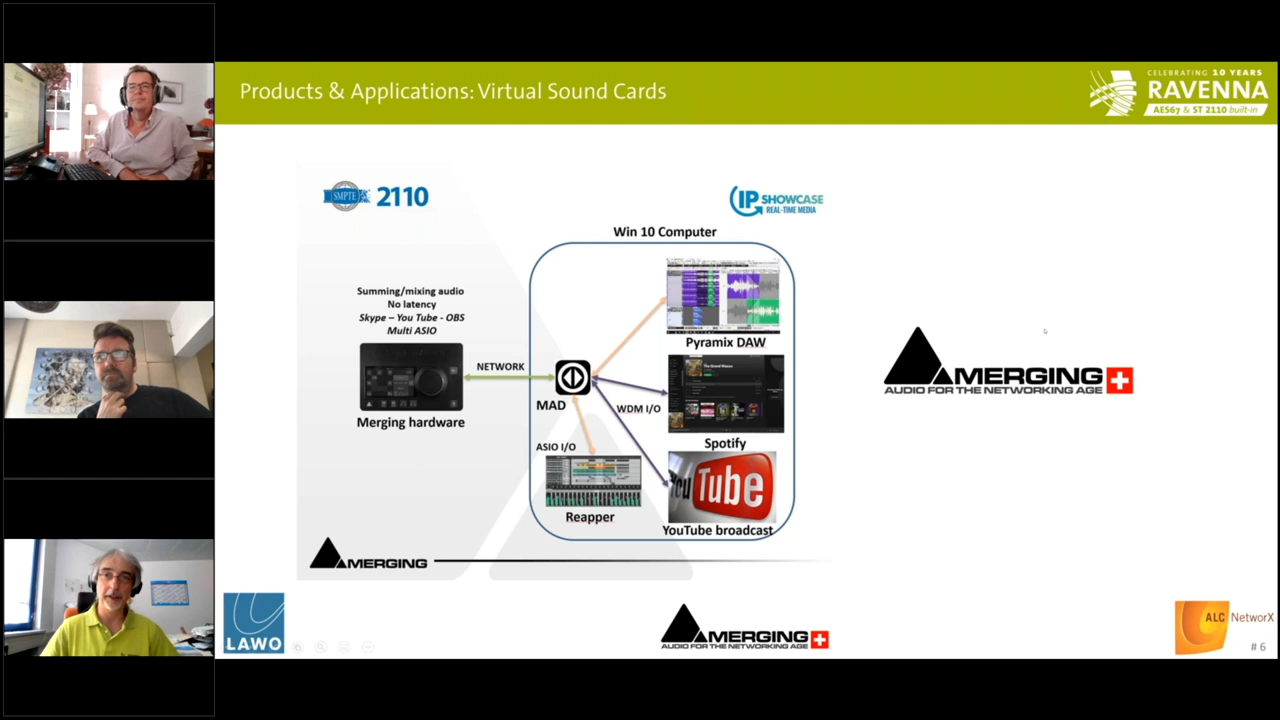 Products & Applications: Virtual Sound Cards
CELEBRATING 10 YEARS
RAVENNA
AES67 & ST 2110 built-in
SMPTE
2110
IP SHOWCASE
REAL-TIME MEDIA
Win 10 Computer
Summing/mixing audio
No latency
Skype – You Tube - OBS
Multi ASIO
NETWORK
MAD
WDM I/O
ASIO I/O
Merging hardware
Pyramix DAW
Spotify
You Tube
Reapper
YouTube broadcast
MERGING
MERGING
AUDIO FOR THE NETWORKING AGE
LAWO
MERGING
AUDIO FOR THE NETWORKING AGE
ALC NetworX
# 6